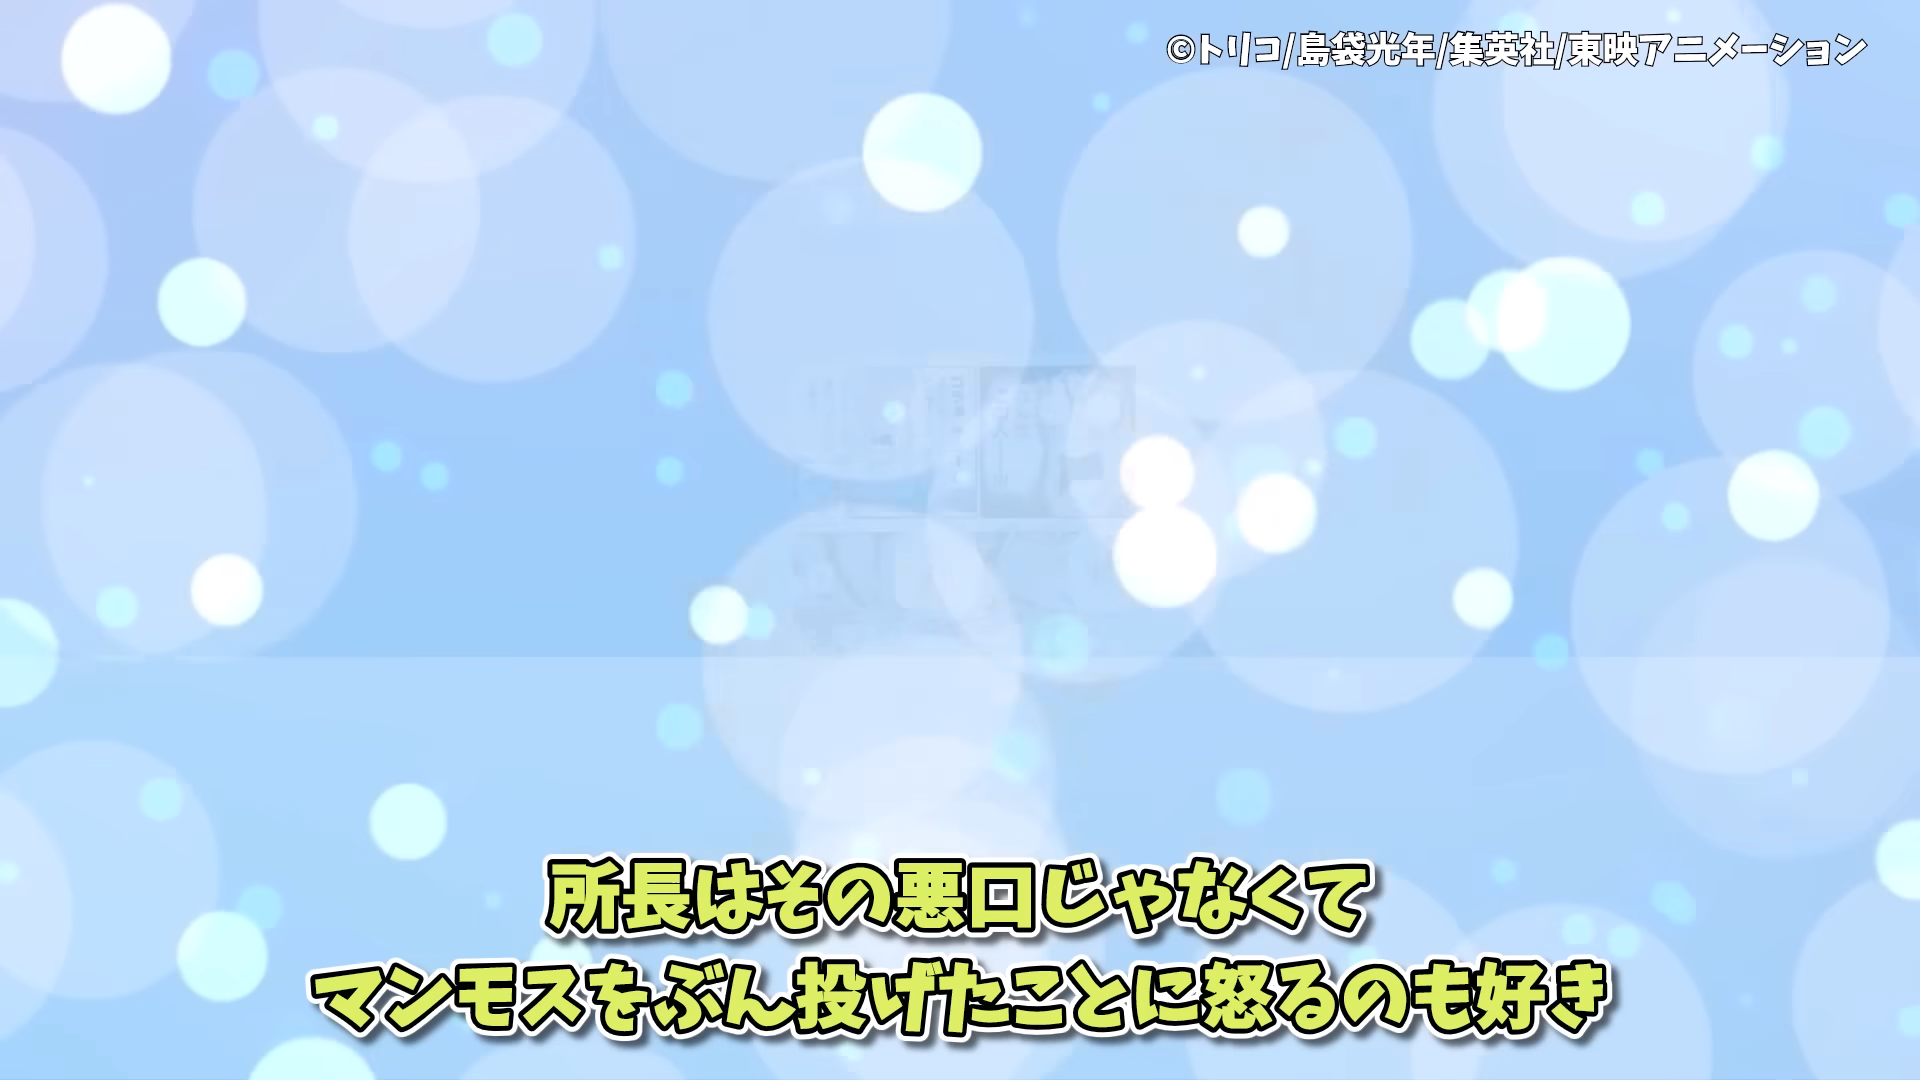 ©トリコ/島袋光年/集英社/東映アニメーション
所長はその悪口じゃなくて
マンモスをぶん投げたことに怒るのも好き